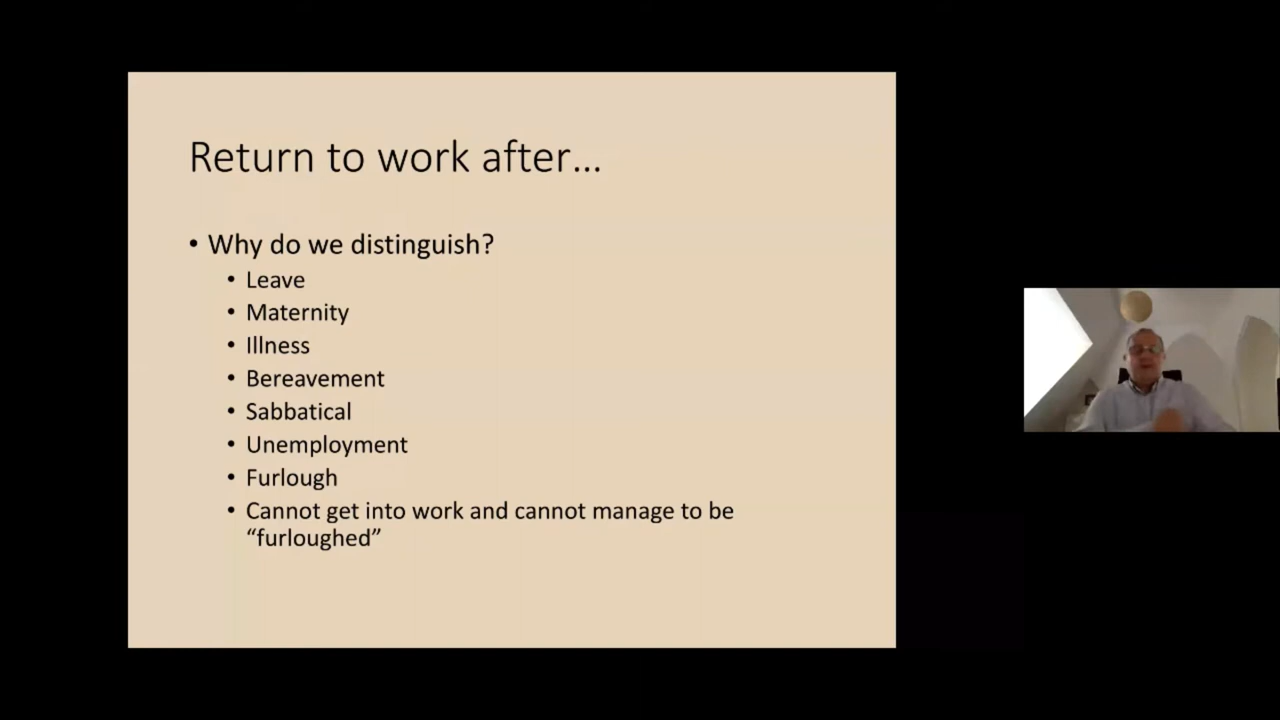 Return to work after…
• Why do we distinguish?
• Leave
• Maternity
• Illness
• Bereavement
• Sabbatical
• Unemployment
• Furlough
• Cannot get into work and cannot manage to be
“furloughed”